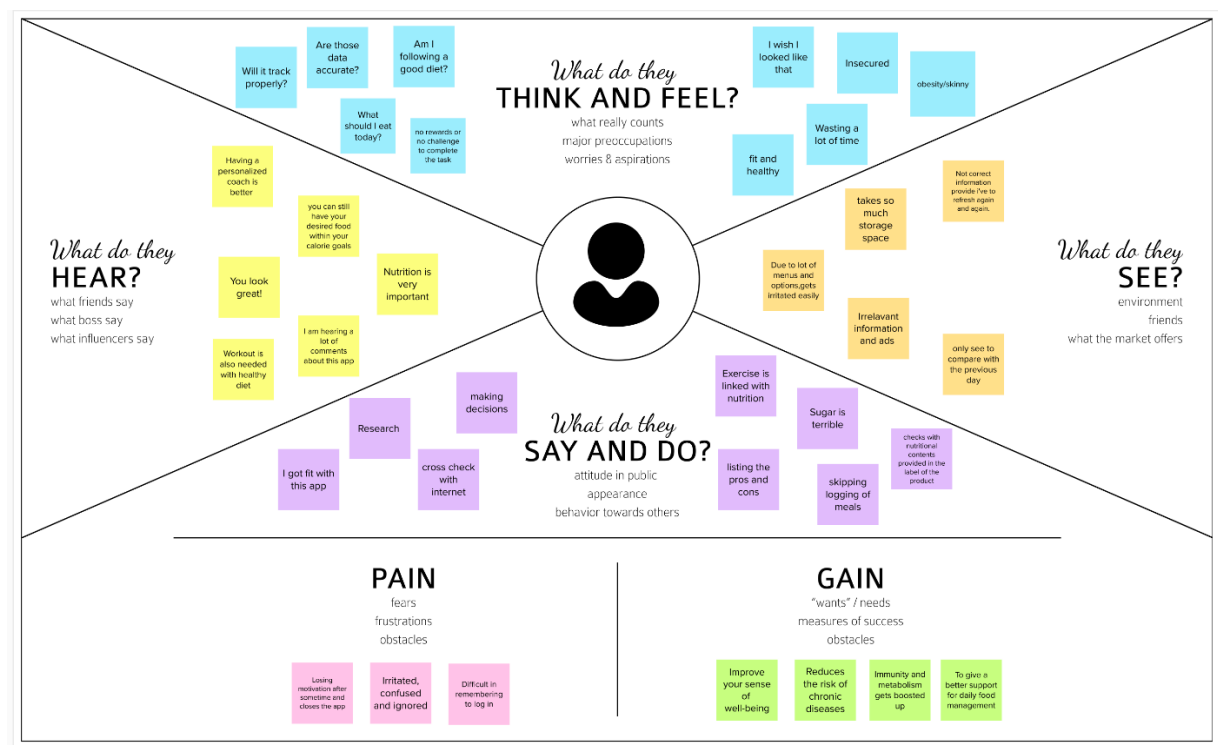 What do they
THINK AND FEEL?
what really counts
major preoccupations
worries & aspirations
Will it track
properly?
Are those
data
accurate?
Am I
following a
good diet?
What
should I eat
today?
no rewards or
no challenge
to complete
the task
I wish I
looked like
that
Insecured
obesity/skinny
Wasting a
lot of time
fit and
healthy
What do they
HEAR?
what friends say
what boss say
what influencers say
Having a
personalized
coach is
better
you can still
have your
desired food
within your
calorie goals
You look
great!
Nutrition is
very
important
I am hearing a
lot of
comments
about this app
Workout is
also needed
with healthy
diet
What do they
SEE?
environment
friends
what the market offers
Not correct
information
provide i've to
refresh again
and again.
takes so
much
storage
space
Due to lot of
menus and
options,gets
irritated easily
Irrelavant
information
and ads
only see to
compare with
the previous
day
What do they
SAY AND DO?
attitude in public
appearance
behavior towards others
making
decisions
Research
I got fit with
this app
cross check
with
internet
Exercise is
linked with
nutrition
Sugar is
terrible
checks with
nutritional
contents
provided in the
label of the
product
listing the
pros and
cons
skipping
logging of
meals
PAIN
fears
frustrations
obstacles
Losing
motivation after
sometime and
closes the app
Irritated,
confused
and ignored
Difficult in
remembering
to log in
GAIN
"wants" / needs
measures of success
obstacles
Improve
your sense
of
well-being
Reduces
the risk of
chronic
diseases
Immunity and
metabolism
gets boosted
up
To give a
better support
for daily food
management